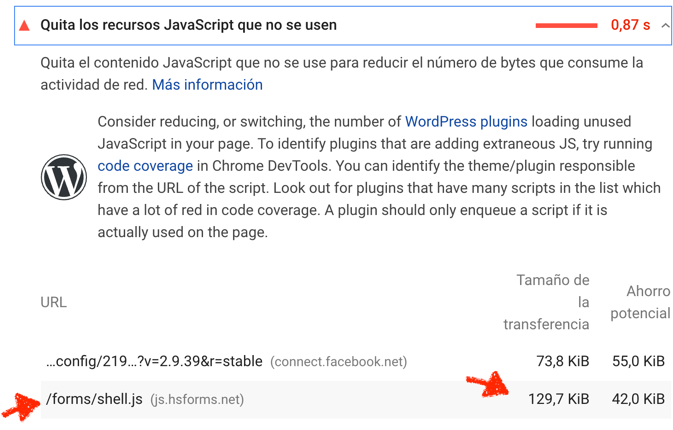 Quita los recursos JavaScript que no se usen 0,87 s
Quita el contenido JavaScript que no se use para reducir el número de bytes que consume la
actividad de red. Más información
Consider reducing, or switching, the number of WordPress plugins loading unused
JavaScript in your page. To identify plugins that are adding extraneous JS, try running
code coverage in Chrome DevTools. You can identify the theme/plugin responsible
from the URL of the script. Look out for plugins that have many scripts in the list which
have a lot of red in code coverage. A plugin should only enqueue a script if it is
actually used on the page.
URL
Tamaño de
la
transferencia
Ahorro
potencial
…config/219…?v=2.9.39&r=stable (connect.facebook.net) 73,8 KiB 55,0 KiB
/forms/shell.js (js.hsforms.net) 129,7 KiB 42,0 KiB